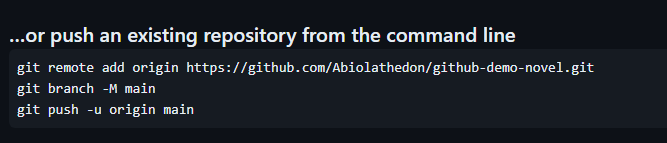 ...or push an existing repository from the command line
git remote add origin https://github.com/Abiolathedon/github-demo-novel.git
git branch -M main
git push -u origin main